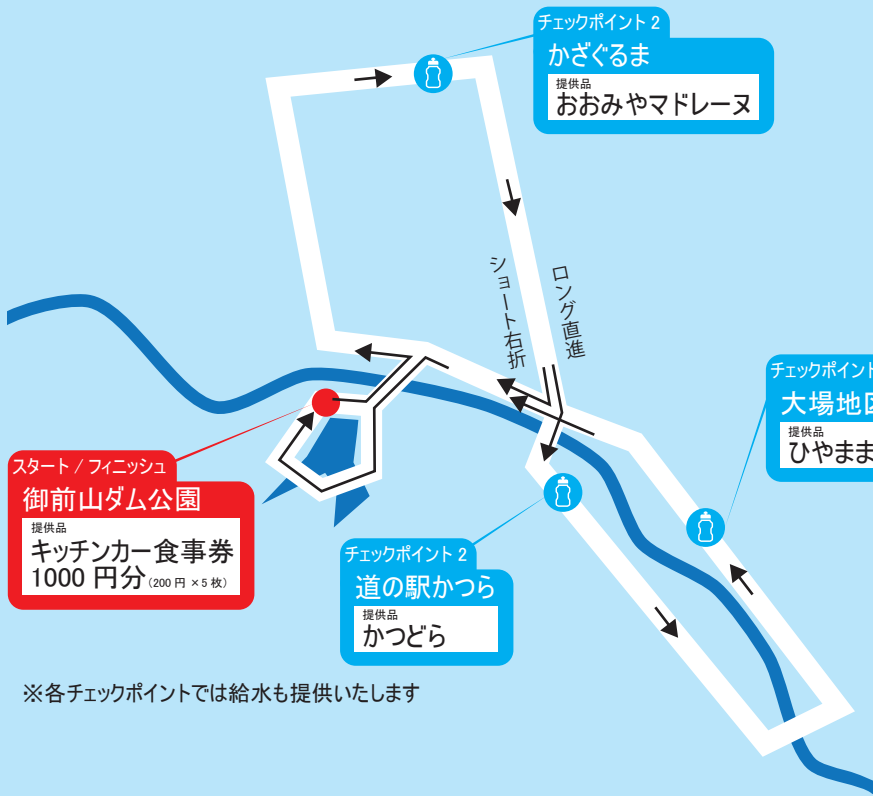 チェックポイント 2
かざぐるま
提供品
おおみやマドレーヌ
ショート右折
ロング直進
チェックポイント
大場地区
提供品
ひやまま
スタート / フィニッシュ
御前山ダム公園
提供品
キッチンカー食事券
1000 円分 (200 円 ×5 枚)
チェックポイント 2
道の駅かつら
提供品
かつどら
※各チェックポイントでは給水も提供いたします